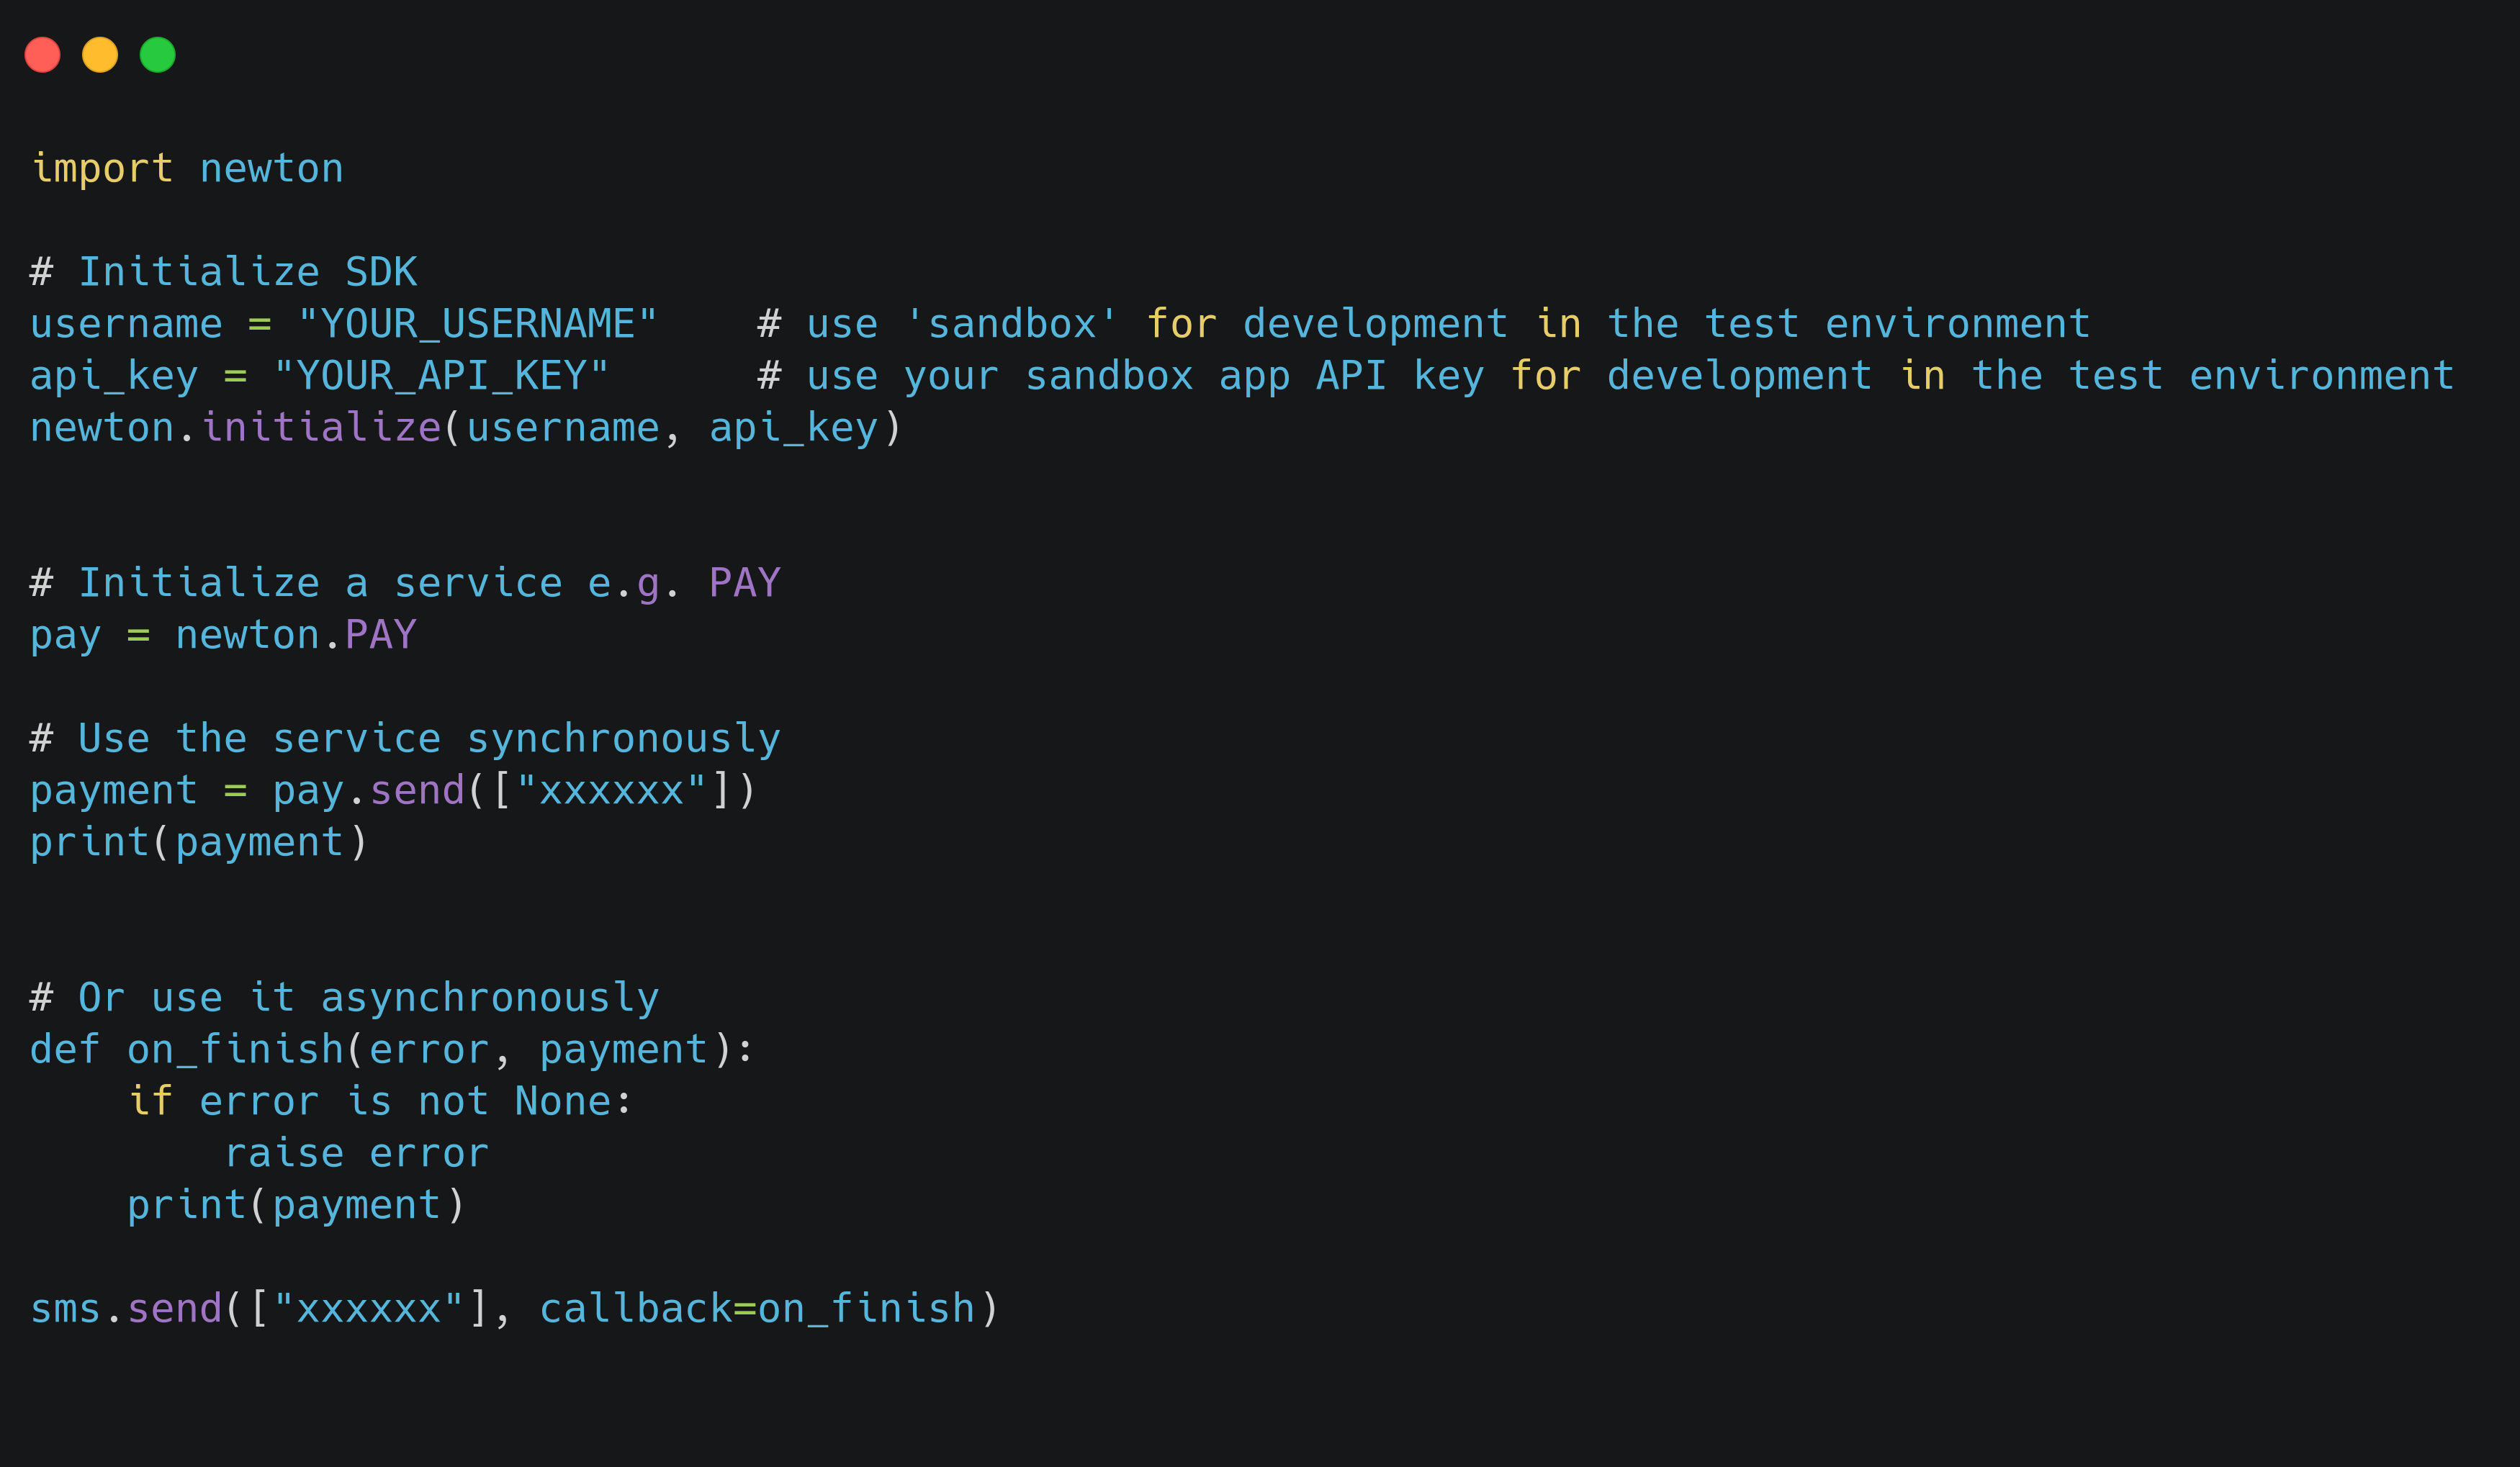 import newton

# Initialize SDK
username = "YOUR_USERNAME"    # use 'sandbox' for development in the test environment
api_key = "YOUR_API_KEY"      # use your sandbox app API key for development in the test environment
newton.initialize(username, api_key)


# Initialize a service e.g. PAY
pay = newton.PAY

# Use the service synchronously
payment = pay.send(["xxxxxx"])
print(payment)


# Or use it asynchronously
def on_finish(error, payment):
    if error is not None:
        raise error
    print(payment)

sms.send(["xxxxxx"], callback=on_finish)